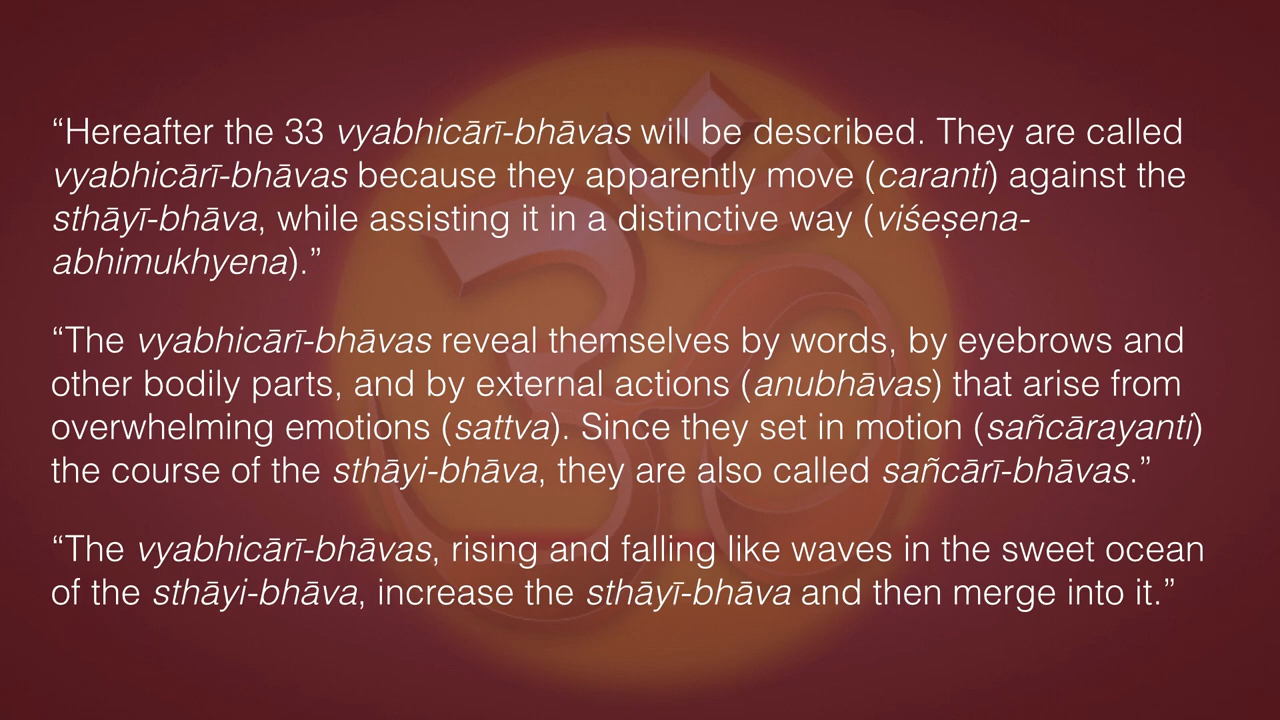 “Hereafter the 33 vyabhicārī-bhāvas will be described. They are called
vyabhicārī-bhāvas because they apparently move (caranti) against the
sthāyī-bhāva, while assisting it in a distinctive way (viśeṣena-
abhimukhyena).”
“The vyabhicārī-bhāvas reveal themselves by words, by eyebrows and
other bodily parts, and by external actions (anubhāvas) that arise from
overwhelming emotions (sattva). Since they set in motion (sañcārayanti)
the course of the sthāyi-bhāva, they are also called sañcārī-bhāvas.”
“The vyabhicārī-bhāvas, rising and falling like waves in the sweet ocean
of the sthāyi-bhāva, increase the sthāyī-bhāva and then merge into it.”